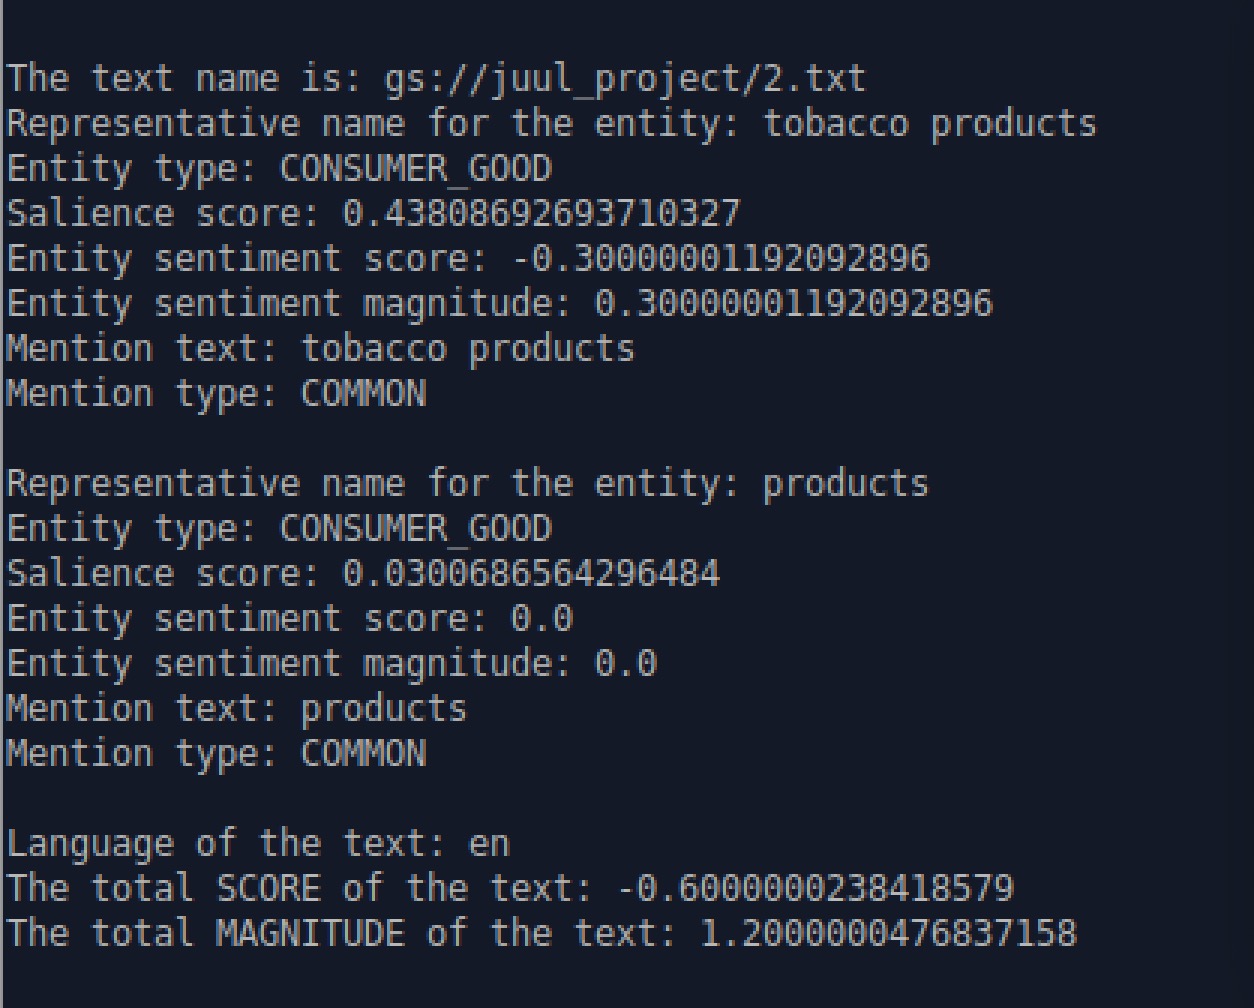 The text name is: gs://juul_project/2.txt
Representative name for the entity: tobacco products
Entity type: CONSUMER_GOOD
Salience score: 0.43808692693710327
Entity sentiment score: -0.30000001192092896
Entity sentiment magnitude: 0.30000001192092896
Mention text: tobacco products
Mention type: COMMON
Representative name for the entity: products
Entity type: CONSUMER_GOOD
Salience score: 0.0300686564296484
Entity sentiment score: 0.0
Entity sentiment magnitude: 0.0
Mention text: products
Mention type: COMMON
Language of the text: en
The total SCORE of the text: -0.6000000238418579
The total MAGNITUDE of the text: 1.2000000476837158